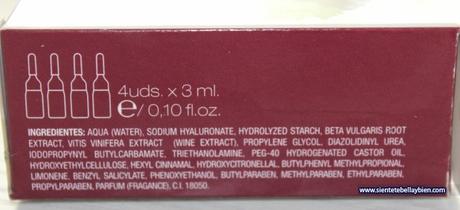 4uds. x 3 ml.
e/ 0,10 fl.oz.
INGREDIENTES: AQUA (WATER), SODIUM HYALURONATE, HYDROLYZED STARCH, BETA VULGARIS ROOT
EXTRACT, VITIS VINIFERA EXTRACT (WINE EXTRACT), PROPYLENE GLYCOL, DIAZOLIDINYL UREA,
IODOPROPYNYL BUTYLCARBAMATE, TRIETHANOLAMINE, PEG-40 HYDROGENATED CASTOR OIL,
HYDROXYETHYLCELLULOSE, HEXYL CINNAMAL, HYDROXYCITRONELLAL, BUTYLPHENYL METHYLPROPIONAL,
LIMONENE, BENZYL SALICYLATE, PHENOXYETHANOL, BUTYLPARABEN, METHYLPARABEN, ETHYLPARABEN,
PROPYLPARABEN, PARFUM (FRAGANCE), C.I. 18050.
www.sientetebellaybien.com